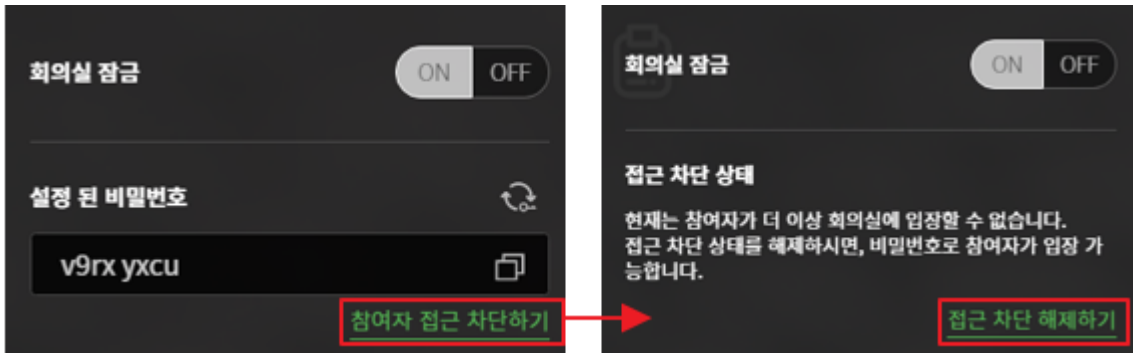 회의실 잠금
ON OFF
설정 된 비밀번호
v9rx yxcu
참여자 접근 차단하기
회의실 잠금
ON OFF
접근 차단 상태
현재는 참여자가 더 이상 회의실에 입장할 수 없습니다.
접근 차단 상태를 해제하시면, 비밀번호로 참여자가 입장 가
능합니다.
접근 차단 해제하기